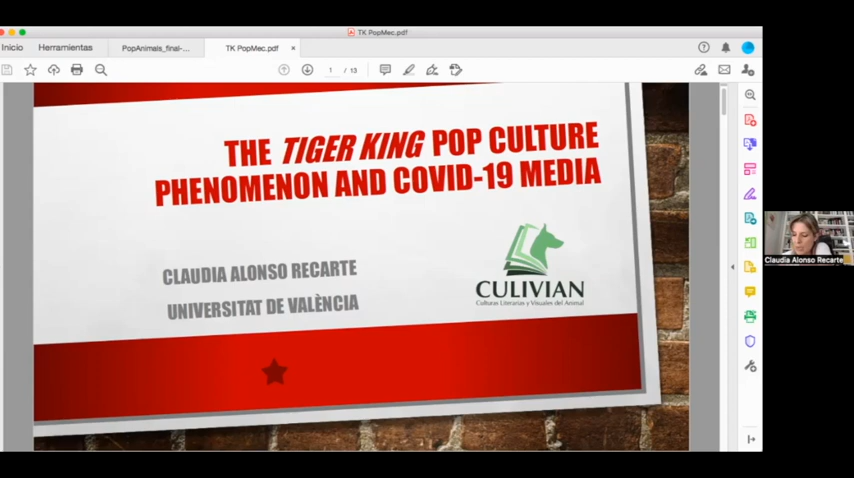 TK PopMec.pdf
Inicio
Herramientas
PopAnimals_final-...
TK PopMec.pdf
×
1 / 13
THE TIGER KING POP CULTURE
PHENOMENON AND COVID-19 MEDIA
CLAUDIA ALONSO RECARTE
UNIVERSITAT DE VALÈNCIA
CULIVIAN
Culturas Literarias y Visuales del Animal
Claudia Alonso Recarte